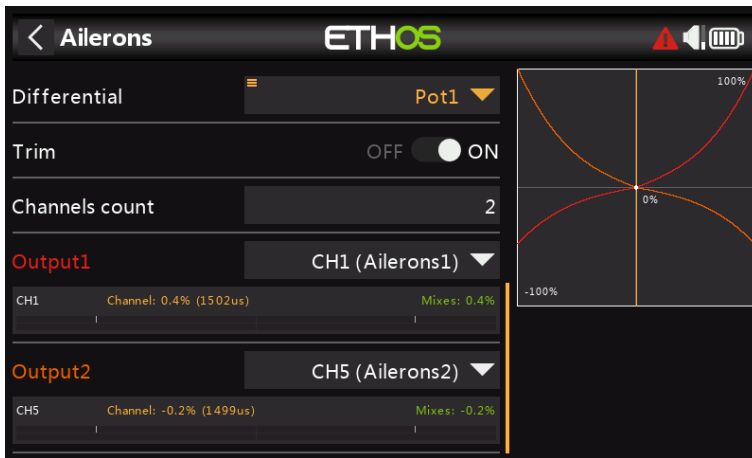 Ailerons
ETHOS
Differential
Pot1
Trim
OFF ON
Channels count
2
Output1
CH1 (Ailerons1)
CH1 Channel: 0.4% (1502us) Mixes: 0.4%
Output2
CH5 (Ailerons2)
CH5 Channel: -0.2% (1499us) Mixes: -0.2%
100%
0%
-100%